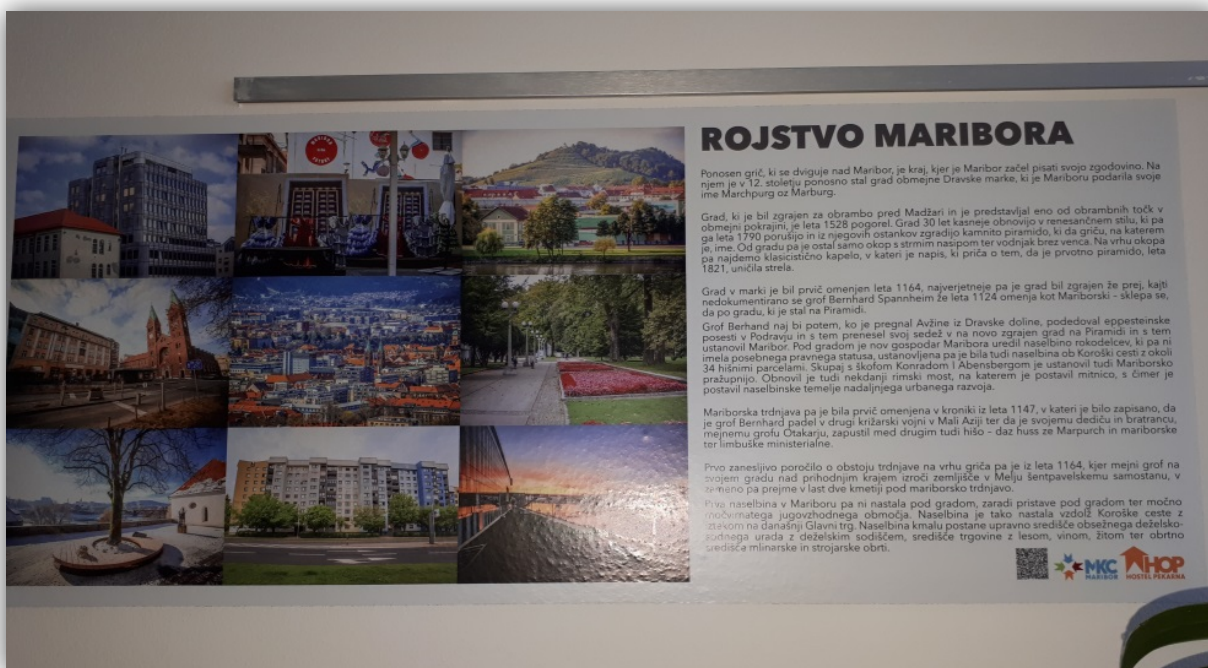 ROJSTVO MARIBORA
Ponosen grič, ki se dviguje nad Maribor, je kraj, kjer je Maribor začel pisati svojo zgodovino. Na
njem je v 12. stoletju ponosno stal grad obmejne Dravske marke, ki je Mariboru podarila svoje
ime Marchpurg oz Marburg.
Grad, ki je bil zgrajen za obrambo pred Madžari in je predstavljal eno od obrambnih točk v
obmejni pokrajini, je leta 1528 pogorel. Grad 30 let kasneje obnovijo v renesančnem stilu, ki pa
ga leta 1790 porušijo in iz njegovih ostankov zgradijo kamnito piramido, ki da griču, na katerem
je, ime. Od gradu pa je ostal samo okop s strmim nasipom ter vodnjak brez venca. Na vrhu okopa
pa najdemo klasicistično kapelo, v kateri je napis, ki priča o tem, da je prvotno piramido, leta
1821, uničila strela.
Grad v marki je bil prvič omenjen leta 1164, najverjetneje pa je grad bil zgrajen že prej, kajti
nedokumentirano se grof Bernhard Spannheim že leta 1124 omenja kot Mariborski - sklepa se,
da po gradu, ki je stal na Piramidi.
Grof Berhand naj bi potem, ko je pregnal Avžine iz Dravske doline, podedoval eppesteinske
posesti v Podravju in s tem prenesel svoj sedež v na novo zgrajen grad na Piramidi in s tem
ustanovil Maribor. Pod gradom je nov gospodar Maribora uredil naselbino rokodelcev, ki pa ni
imela posebnega pravnega statusa, ustanovljena pa je bila tudi naselbina ob Koroški cesti z okoli
34 hišnimi parcelami. Skupaj s škofom Konradom I Abensbergom je ustanovil tudi Mariborsko
pražupnijo. Obnovil je tudi nekdanji rimski most, na katerem je postavil mitnico, s čimer je
postavil naselbinske temelje nadaljnjega urbanega razvoja.
Mariborska trdnjava pa je bila prvič omenjena v kroniki iz leta 1147, v kateri je bilo zapisano, da
je grof Bernhard padel v drugi križarski vojni v Mali Aziji ter da je svojemu dediču in bratrancu,
mejnemu grofu Otakarju, zapustil med drugim tudi hišo – daz huss ze Marpurch in mariborske
ter limbuške ministeriale.
Prvo zanesljivo poročilo o obstoju trdnjave na vrhu griča pa je iz leta 1164, kjer mejni grof na
svojem gradu nad prihodnjim krajem izroči zemljišče v Melju šentpavelskemu samostanu, v
zameno pa prejme v last dve kmetiji pod mariborsko trdnjavo.
Prva naselbina v Mariboru pa ni nastala pod gradom, zaradi pristave pod gradom ter močno
močvirnatega jugovzhodnega območja. Naselbina je tako nastala vzdolž Koroške ceste z
iztekom na današnji Glavni trg. Naselbina kmalu postane upravno središče obsežnega deželsko-
sodnega urada z deželskim sodiščem, središče trgovine z lesom, vinom, žitom ter obrtno
središča mlinarske in strojarske obrti.
MKC
MARIBOR
HOP
HOSTEL PEKARNA